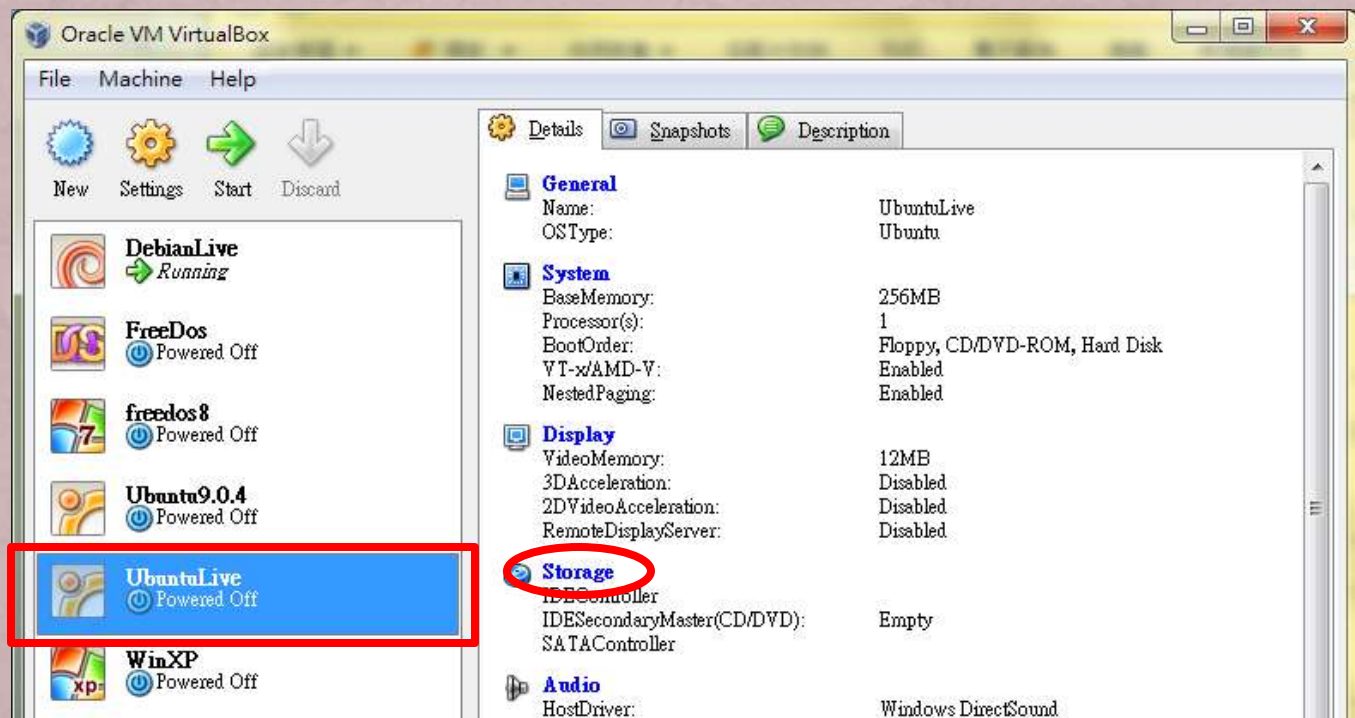 Oracle VM VirtualBox
File Machine Help
New Settings Start Discard
DebianLive
Running
FreeDos
Powered Off
freedos8
Powered Off
Ubuntu9.0.4
Powered Off
UbuntuLive
Powered Off
WinXP
Powered Off
Details Snapshots Description
General
Name: UbuntuLive
OSType: Ubuntu
System
BaseMemory: 256MB
Processor(s): 1
BootOrder: Floppy, CD/DVD-ROM, Hard Disk
VT-x/AMD-V: Enabled
NestedPaging: Enabled
Display
VideoMemory: 12MB
3DAcceleration: Disabled
2DVideoAcceleration: Disabled
RemoteDisplayServer: Disabled
Storage
IDEController
IDESecondaryMaster(CD/DVD): Empty
SATAController
Audio
HostDriver: Windows DirectSound